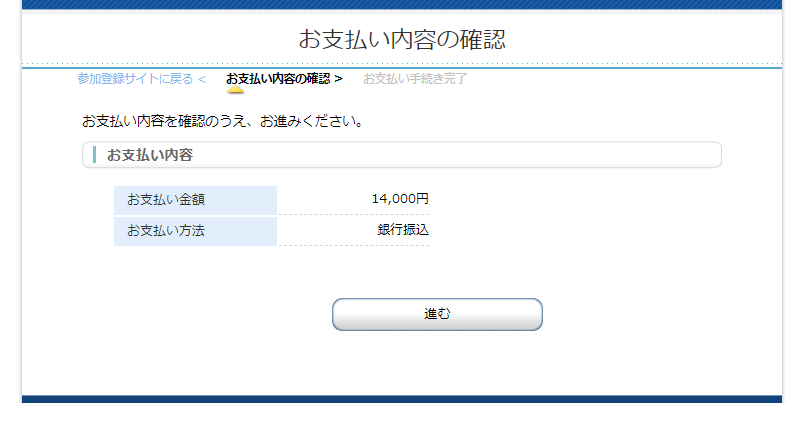 お支払い内容の確認
参加登録サイトに戻る < お支払い内容の確認 > お支払い手続き完了
お支払い内容を確認のうえ、お進みください。
お支払い内容
お支払い金額 14,000円
お支払い方法 銀行振込
進む